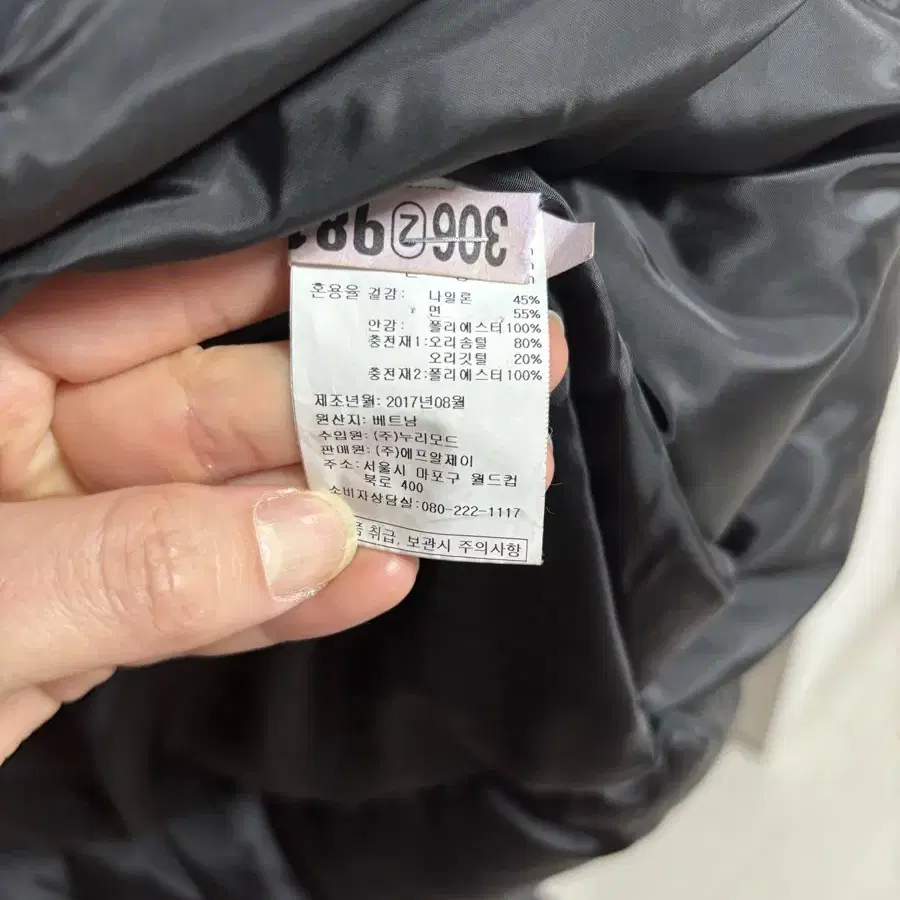 306 2 981
혼용율 겉감: 나일론 45%
면 55%
안감: 폴리에스터 100%
충전재1: 오리솜털 80%
오리깃털 20%
충전재2: 폴리에스터 100%
제조년월: 2017년08월
원산지: 베트남
수입원: (주)누리모드
판매원: (주)에프알제이
주소: 서울시 마포구 월드컵
북로 400
소비자상담실: 080-222-1117
취급, 보관시 주의사항